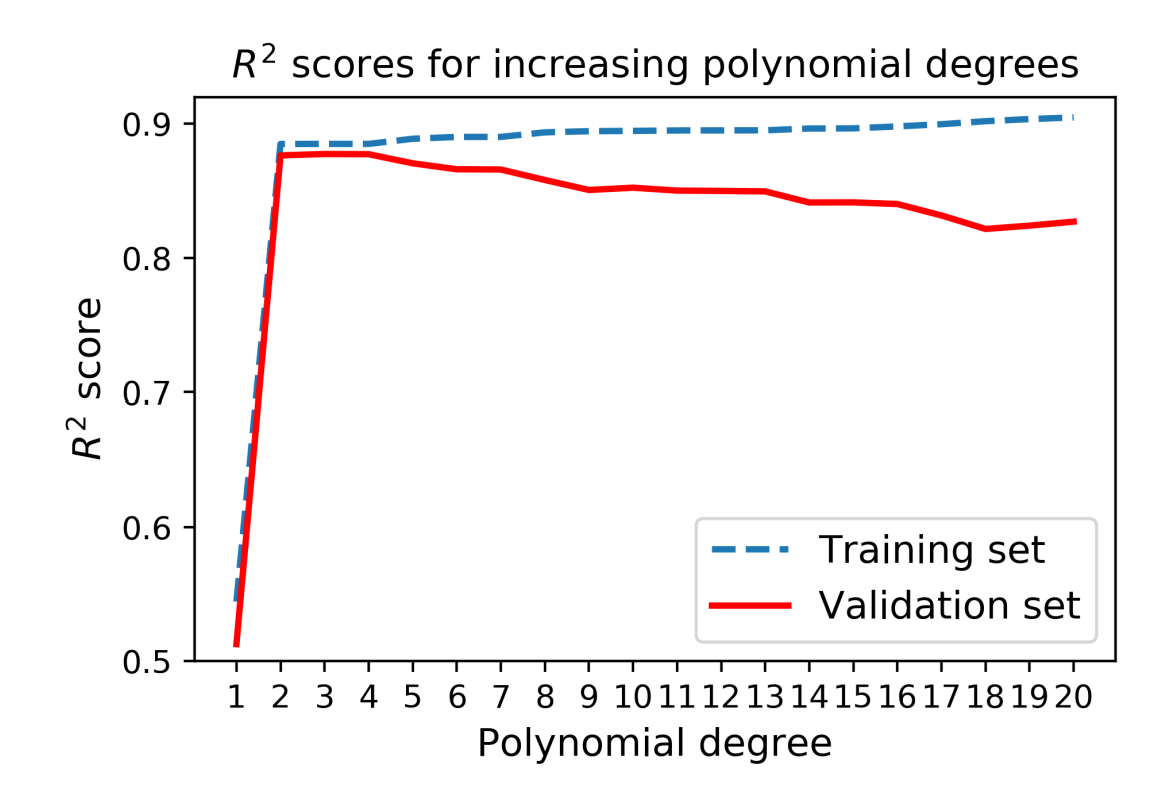 R² scores for increasing polynomial degrees
0.9
0.8
0.7
0.6
0.5
R² score
Training set
Validation set
1 2 3 4 5 6 7 8 9 10 11 12 13 14 15 16 17 18 19 20
Polynomial degree